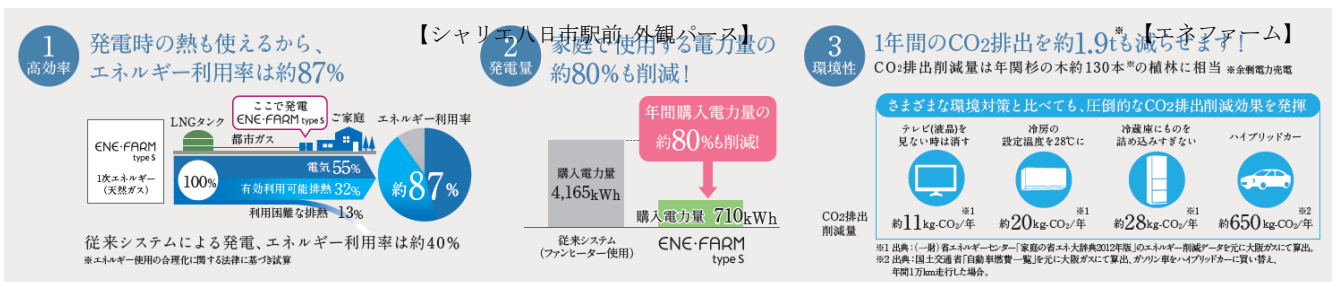 【シャリエ八日市駅前 外観パース】
【エネファーム】
1
高効率
発電時の熱も使えるから、
エネルギー利用率は約87%
ENE・FARM
typeS
1次エネルギー
(天然ガス)
LNGタンク
都市ガス
ここで発電
ENE・FARM typeS
ご家庭
エネルギー利用率
100%
電気 55%
有効利用可能排熱 32%
利用困難な排熱 13%
約87%
従来システムによる発電、エネルギー利用率は約40%
※エネルギー使用の合理化に関する法律に基づき試算
2
発電量
家庭で使用する電力量の
約80%も削減!
年間購入電力量の
約80%も削減!
購入電力量
4,165kWh
購入電力量 710kWh
従来システム
(ファンヒーター使用)
ENE・FARM
typeS
3
環境性
1年間のCO2排出を約1.9t※も減らせます!
CO2排出削減量は年間杉の木約130本※の植林に相当 ※余剰電力売電
さまざまな環境対策と比べても、圧倒的なCO2排出削減効果を発揮
テレビ(液晶)を
見ない時は消す
冷房の
設定温度を28℃に
冷蔵庫にものを
詰め込みすぎない
ハイブリッドカー
CO2排出
削減量
約11kg-CO2/年※1
約20kg-CO2/年※1
約28kg-CO2/年※1
約650kg-CO2/年※2
※1 出典:(一財)省エネルギーセンター「家庭の省エネ大辞典2012年版」のエネルギー削減データを元に大阪ガスにて算出。
※2 出典:国土交通省「自動車燃費一覧」を元に大阪ガスにて算出、ガソリン車をハイブリッドカーに買い替え、
年間1万km走行した場合。